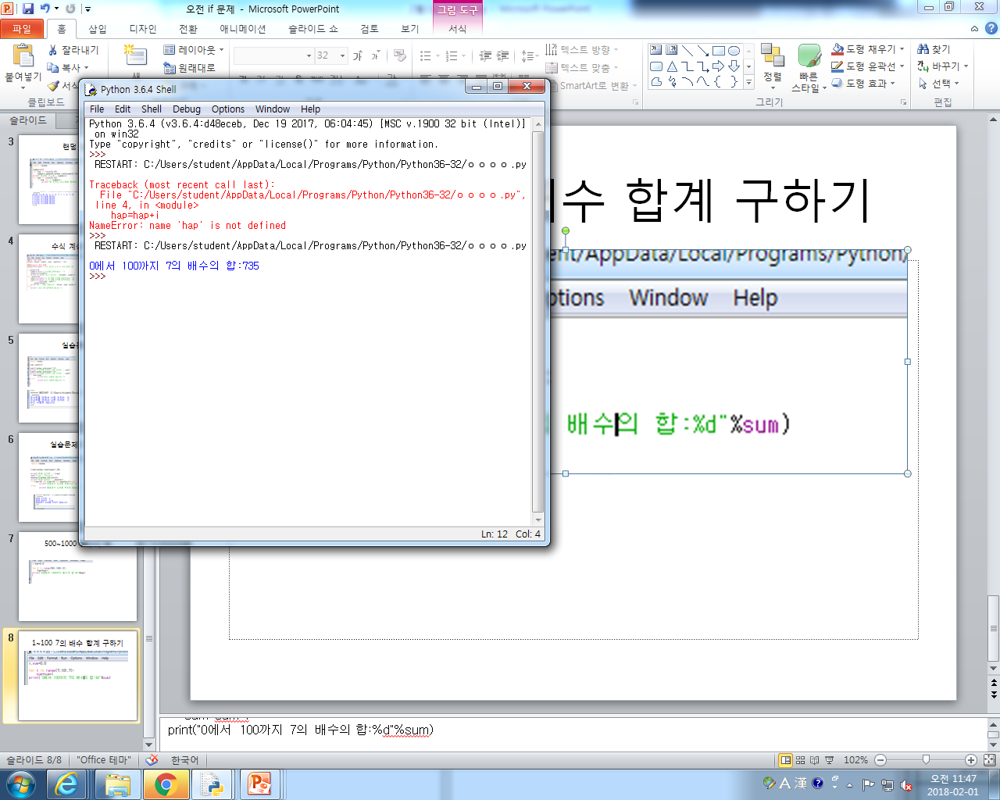 오전 if 문제 - Microsoft PowerPoint
그림 도구
파일 홈 삽입 디자인 전환 애니메이션 슬라이드 쇼 검토 보기 서식
붙여넣기
잘라내기
복사
서식
클립보드
새
레이아웃
원래대로
32
텍스트 방향
텍스트 맞춤
SmartArt로 변환
정렬
빠른
스타일
도형 채우기
도형 윤곽선
도형 효과
그리기
찾기
바꾸기
선택
편집
슬라이드
Python 3.6.4 Shell
File Edit Shell Debug Options Window Help
Python 3.6.4 (v3.6.4:d48eceb, Dec 19 2017, 06:04:45) [MSC v.1900 32 bit (Intel)]
on win32
Type "copyright", "credits" or "license()" for more information.
>>>
RESTART: C:/Users/student/AppData/Local/Programs/Python/Python36-32/ㅇㅇㅇㅇ.py
Traceback (most recent call last):
File "C:/Users/student/AppData/Local/Programs/Python/Python36-32/ㅇㅇㅇㅇ.py",
line 4, in <module>
hap=hap+i
NameError: name 'hap' is not defined
>>>
RESTART: C:/Users/student/AppData/Local/Programs/Python/Python36-32/ㅇㅇㅇㅇ.py
0에서 100까지 7의 배수의 합:735
>>>
Ln: 12 Col: 4
3
랜덤
4
수식 계
5
실습문
6
실습문제
7
500~1000
8
1~100 7의 배수 합계 구하기
배수 합계 구하기
ent/AppData/Local/Programs/Python/
ptions Window Help
배수의 합:%d"%sum)
print("0에서 100까지 7의 배수의 합:%d"%sum)
슬라이드 8/8 "Office 테마" 한국어 102%
A 漢
오전 11:47
2018-02-01